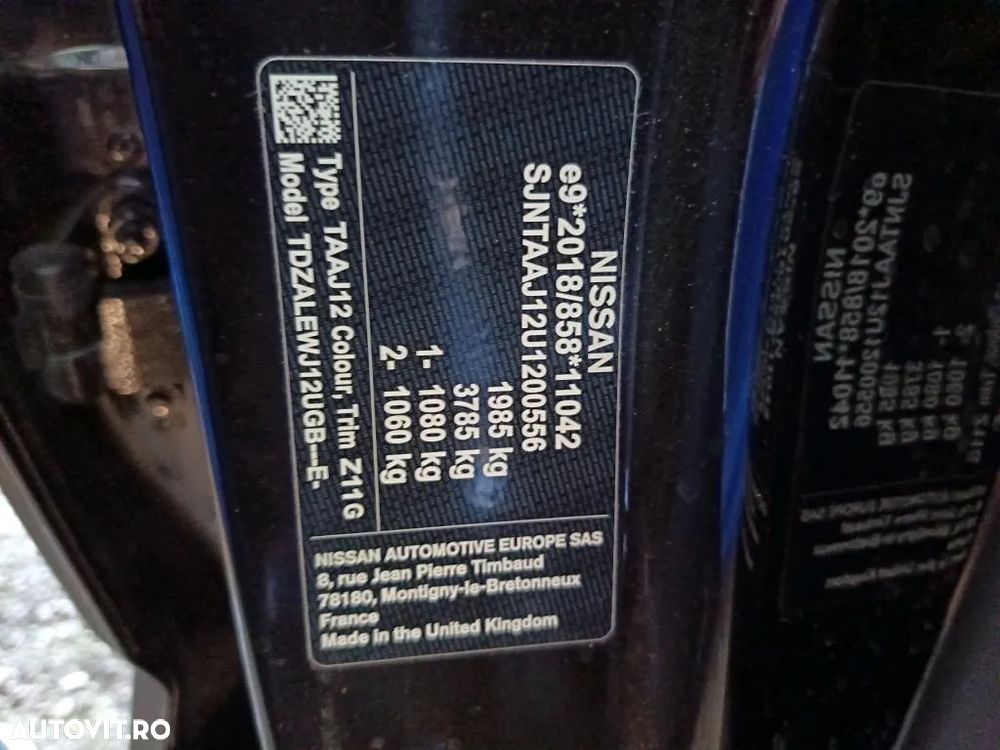 NISSAN
e9*2018/858*11042
SJNTAAJ12U1200556
1985 kg
3785 kg
1- 1080 kg
2- 1060 kg
Type TAAJ12 Colour, Trim Z11G
Model TDZALEWJ12UGB--E-
NISSAN AUTOMOTIVE EUROPE SAS
8, rue Jean Pierre Timbaud
78180, Montigny-le-Bretonneux
France
Made in the United Kingdom
AUTOVIT.RO